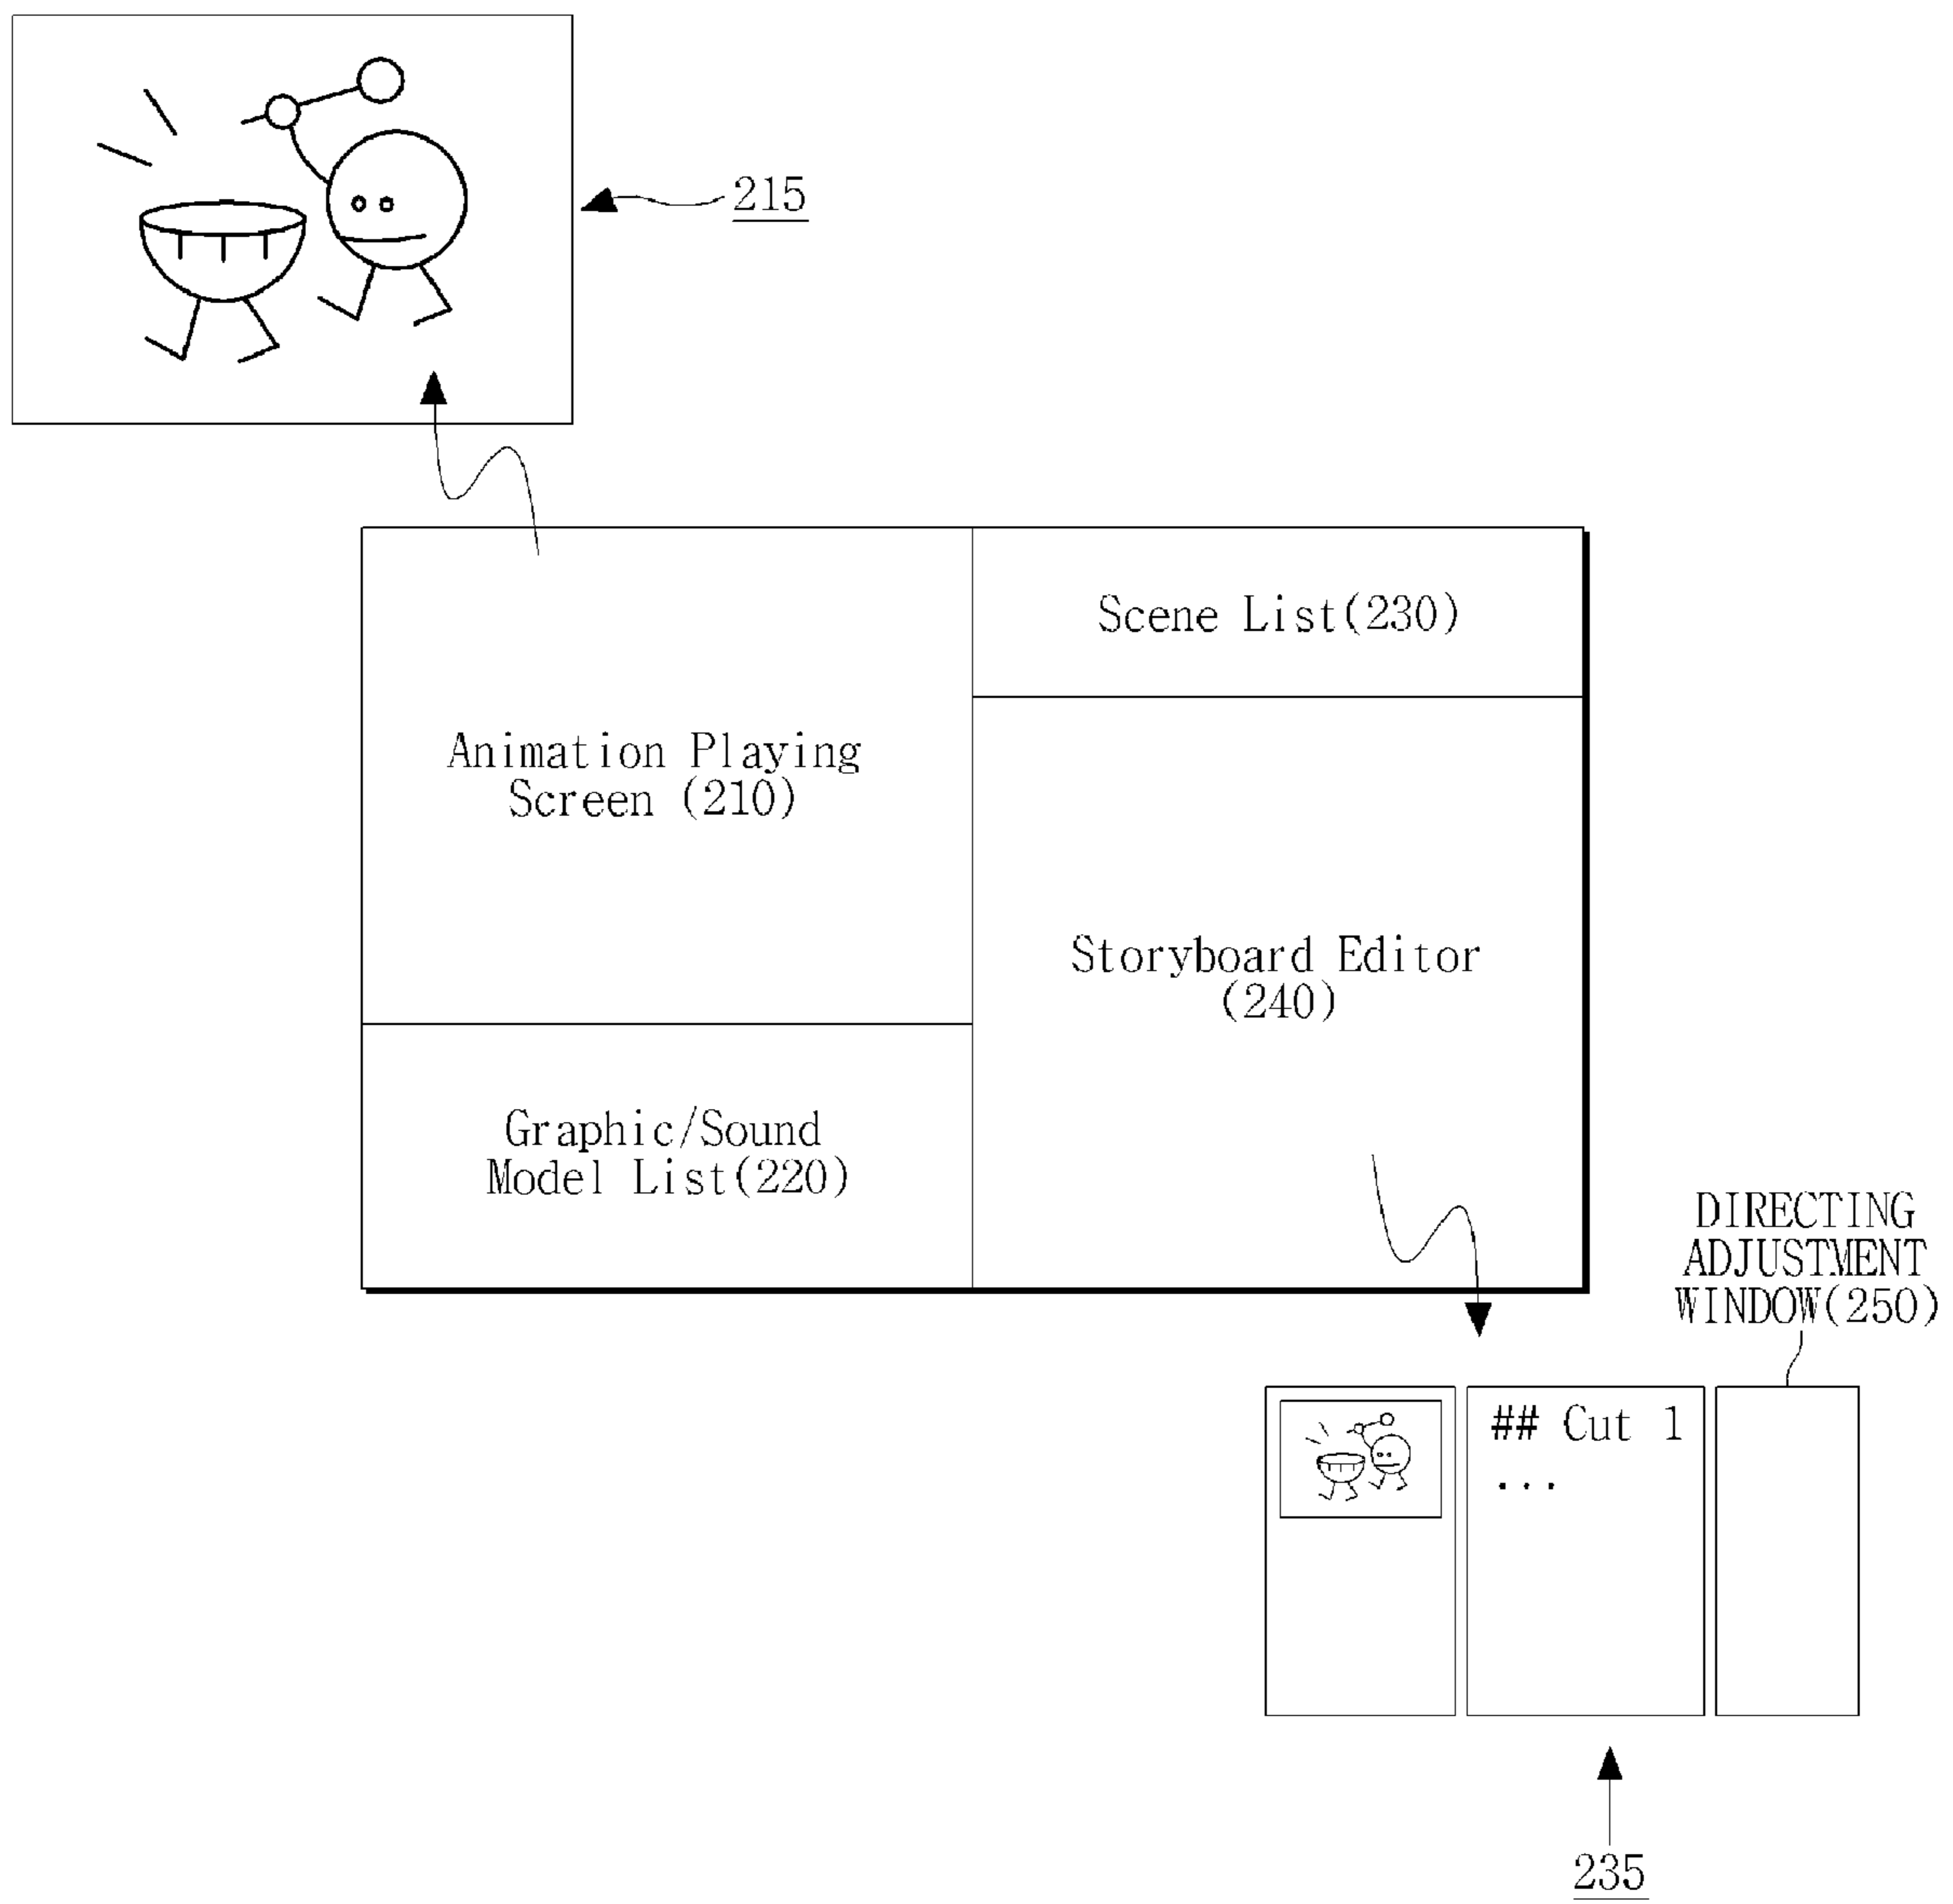 215
Scene List(230)
Animation Playing
Screen (210)
Storyboard Editor
(240)
Graphic/Sound
Model List(220)
DIRECTING
ADJUSTMENT
WINDOW(250)
## Cut 1
...
235